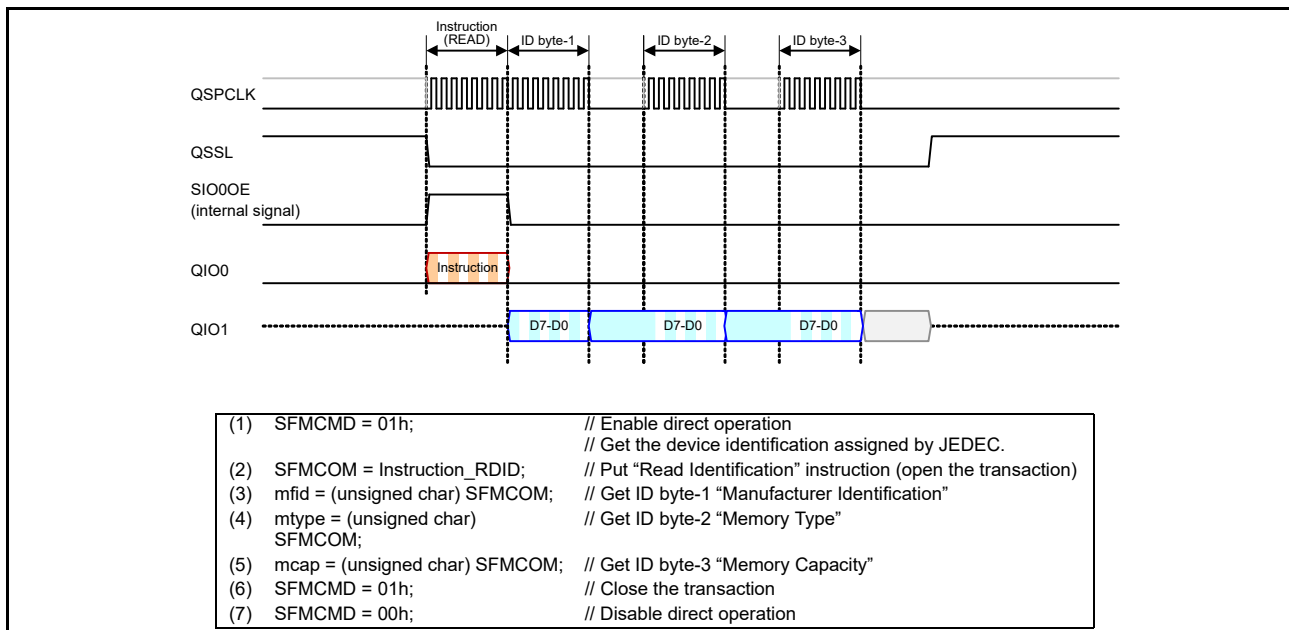 Instruction
(READ) ID byte-1 ID byte-2 ID byte-3
QSPCLK
QSSL
SIO0OE
(internal signal)
QIO0 Instruction
QIO1 D7-D0 D7-D0 D7-D0
(1) SFMCMD = 01h; // Enable direct operation
// Get the device identification assigned by JEDEC.
(2) SFMCOM = Instruction_RDID; // Put “Read Identification” instruction (open the transaction)
(3) mfid = (unsigned char) SFMCOM; // Get ID byte-1 “Manufacturer Identification”
(4) mtype = (unsigned char) // Get ID byte-2 “Memory Type”
SFMCOM;
(5) mcap = (unsigned char) SFMCOM; // Get ID byte-3 “Memory Capacity”
(6) SFMCMD = 01h; // Close the transaction
(7) SFMCMD = 00h; // Disable direct operation